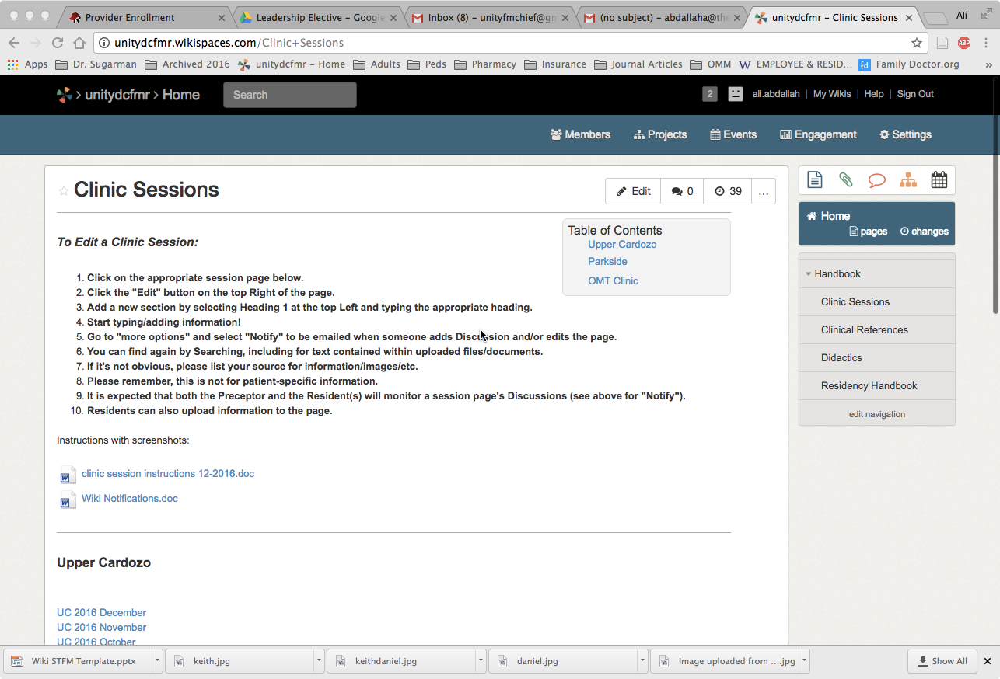 Provider Enrollment
Leadership Elective – Google
Inbox (8) – unityfmchief@gm
(no subject) – abdallaha@the
unitydcfmr – Clinic Sessions
Ali
unitydcfmr.wikispaces.com/Clinic+Sessions
ABP
Apps
Dr. Sugarman
Archived 2016
unitydcfmr – Home
Adults
Peds
Pharmacy
Insurance
Journal Articles
OMM
W EMPLOYEE & RESID...
fd Family Doctor.org
»
> unitydcfmr > Home
Search
2
ali.abdallah | My Wikis | Help | Sign Out
Members
Projects
Events
Engagement
Settings
Clinic Sessions
Edit
0
39
...
Home
pages
changes
Table of Contents
Upper Cardozo
Parkside
OMT Clinic
To Edit a Clinic Session:
1. Click on the appropriate session page below.
2. Click the "Edit" button on the top Right of the page.
3. Add a new section by selecting Heading 1 at the top Left and typing the appropriate heading.
4. Start typing/adding information!
5. Go to "more options" and select "Notify" to be emailed when someone adds Discussion and/or edits the page.
6. You can find again by Searching, including for text contained within uploaded files/documents.
7. If it's not obvious, please list your source for information/images/etc.
8. Please remember, this is not for patient-specific information.
9. It is expected that both the Preceptor and the Resident(s) will monitor a session page's Discussions (see above for "Notify").
10. Residents can also upload information to the page.
Handbook
Clinic Sessions
Clinical References
Didactics
Residency Handbook
edit navigation
Instructions with screenshots:
clinic session instructions 12-2016.doc
Wiki Notifications.doc
Upper Cardozo
UC 2016 December
UC 2016 November
UC 2016 October
Wiki STFM Template.pptx
keith.jpg
keithdaniel.jpg
daniel.jpg
Image uploaded from ....jpg
Show All